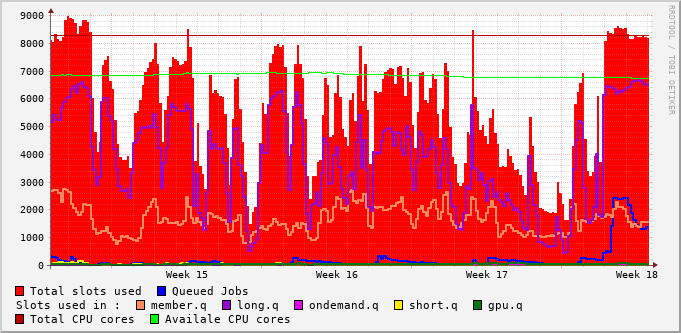 9000
8000
7000
6000
5000
4000
3000
2000
1000
0
Week 15 Week 16 Week 17 Week 18
RRDTOOL / TOBI OETIKER
Total slots used Queued Jobs
Slots used in : member.q long.q ondemand.q short.q gpu.q
Total CPU cores Availale CPU cores